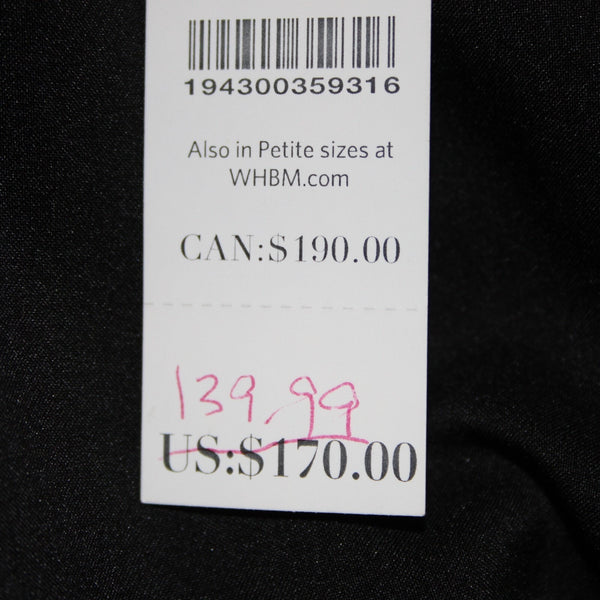 194300359316
Also in Petite sizes at
WHBM.com
CAN:$190.00
139.99
US:$170.00